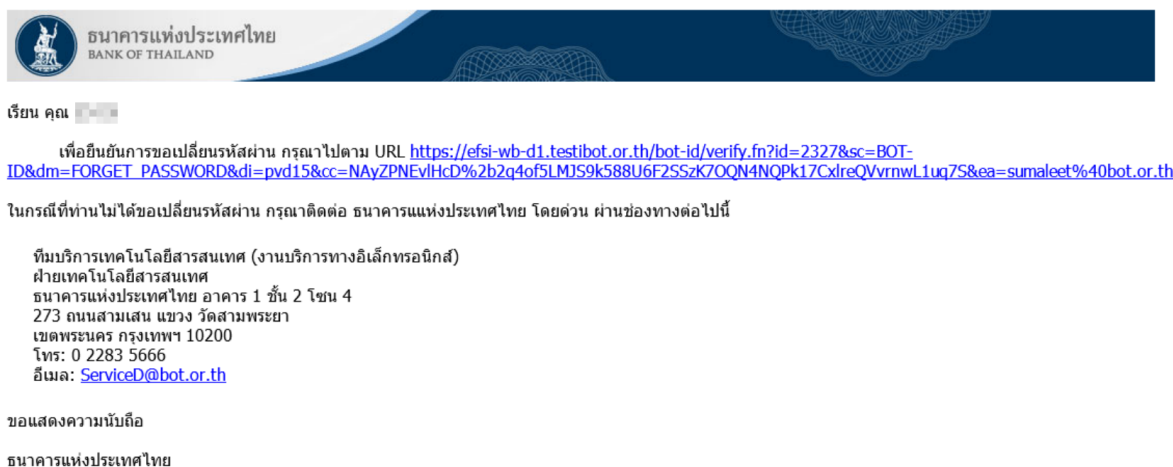 ธนาคารแห่งประเทศไทย
BANK OF THAILAND
เรียน คุณ
เพื่อยืนยันการขอเปลี่ยนรหัสผ่าน กรุณาไปตาม URL https://efsi-wb-d1.testibot.or.th/bot-id/verify.fn?id=2327&sc=BOT-
ID&dm=FORGET_PASSWORD&di=pvd15&cc=NAyZPNEvlHcD%2b2q4of5LMJS9k588U6F2SSzK7OQN4NQPk17CxlreQVvrnwL1uq7S&ea=sumaleet%40bot.or.th
ในกรณีที่ท่านไม่ได้ขอเปลี่ยนรหัสผ่าน กรุณาติดต่อ ธนาคารแแห่งประเทศไทย โดยด่วน ผ่านช่องทางต่อไปนี้
ทีมบริการเทคโนโลยีสารสนเทศ (งานบริการทางอิเล็กทรอนิกส์)
ฝ่ายเทคโนโลยีสารสนเทศ
ธนาคารแห่งประเทศไทย อาคาร 1 ชั้น 2 โซน 4
273 ถนนสามเสน แขวง วัดสามพระยา
เขตพระนคร กรุงเทพฯ 10200
โทร: 0 2283 5666
อีเมล: ServiceD@bot.or.th
ขอแสดงความนับถือ
ธนาคารแห่งประเทศไทย